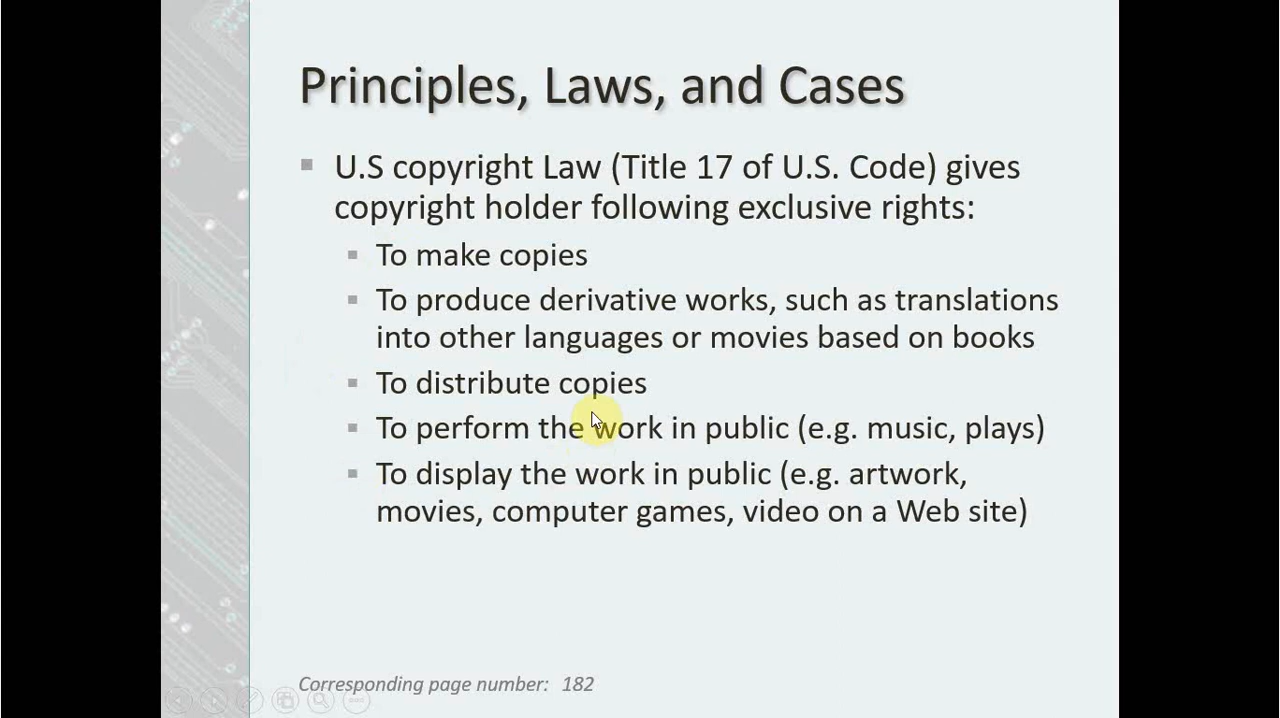 Principles, Laws, and Cases
U.S copyright Law (Title 17 of U.S. Code) gives
copyright holder following exclusive rights:
To make copies
To produce derivative works, such as translations
into other languages or movies based on books
To distribute copies
To perform the work in public (e.g. music, plays)
To display the work in public (e.g. artwork,
movies, computer games, video on a Web site)
Corresponding page number: 182